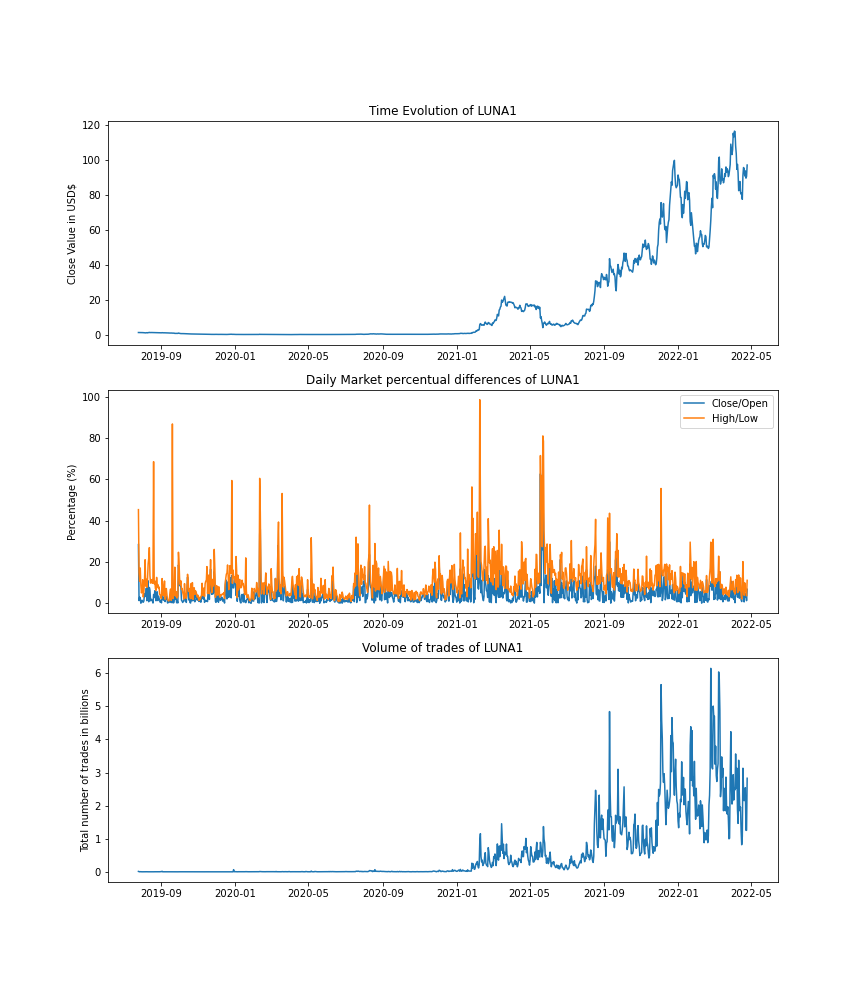 Time Evolution of LUNA1
Close Value in USD$
120
100
80
60
40
20
0
2019-09 2020-01 2020-05 2020-09 2021-01 2021-05 2021-09 2022-01 2022-05
Daily Market percentual differences of LUNA1
Percentage (%)
100
80
60
40
20
0
Close/Open
High/Low
2019-09 2020-01 2020-05 2020-09 2021-01 2021-05 2021-09 2022-01 2022-05
Volume of trades of LUNA1
Total number of trades in billions
6
5
4
3
2
1
0
2019-09 2020-01 2020-05 2020-09 2021-01 2021-05 2021-09 2022-01 2022-05